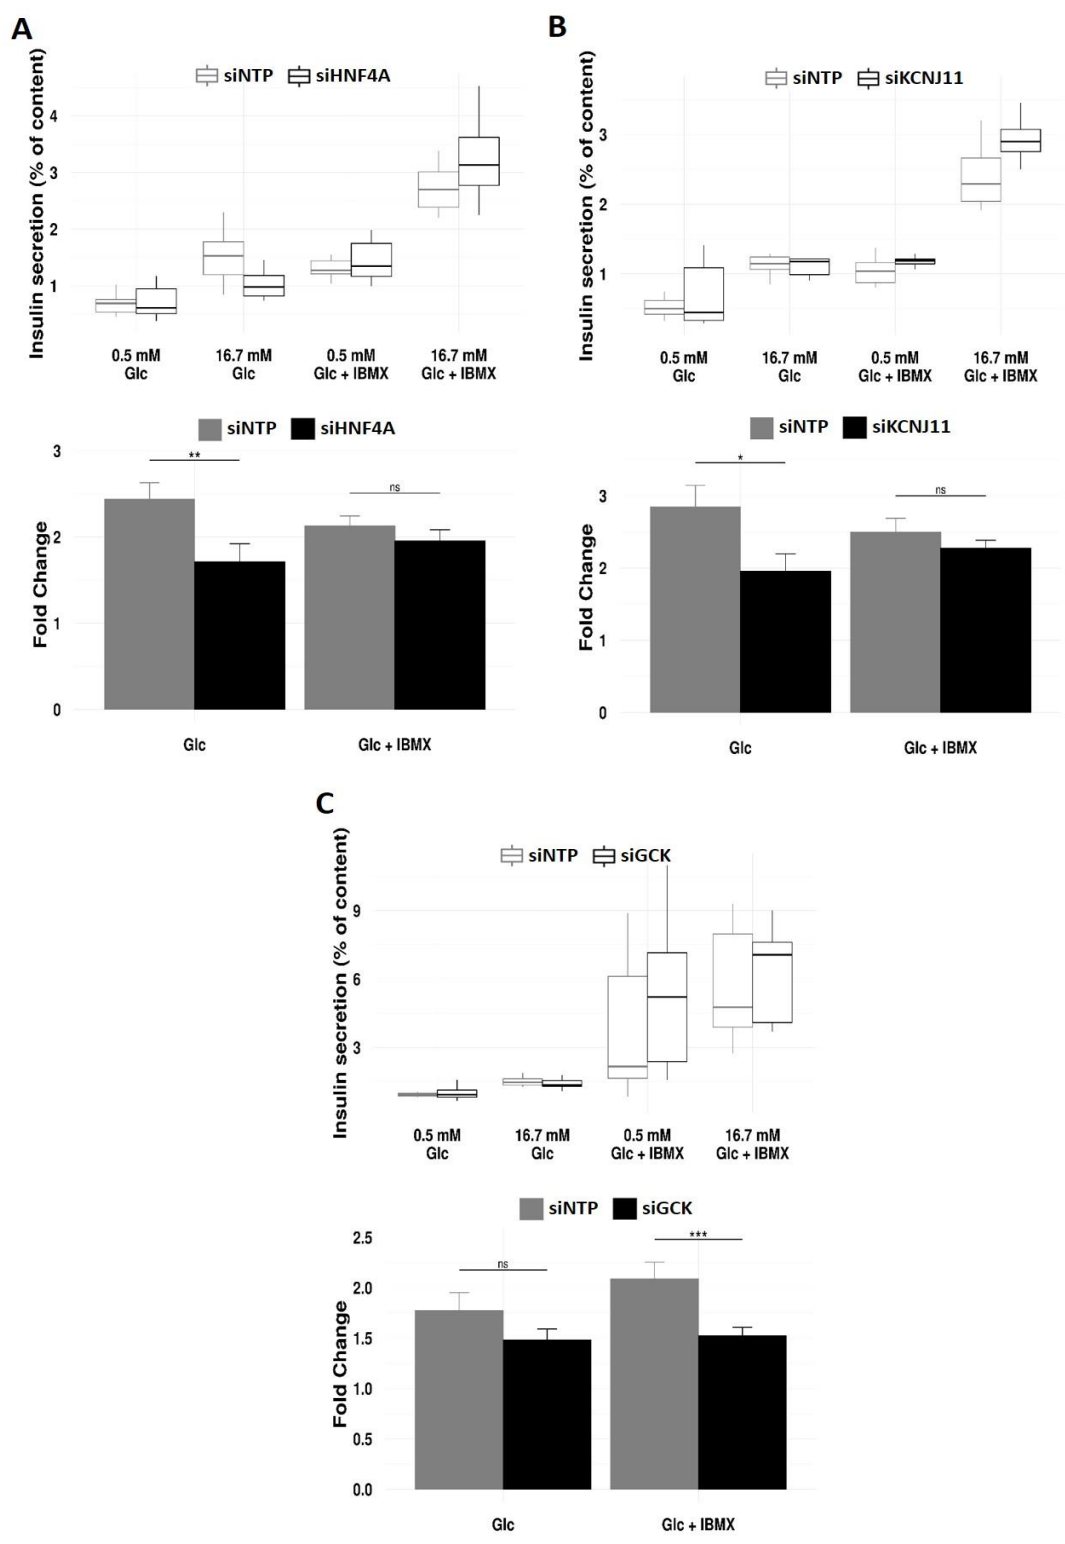 A
Insulin secretion (% of content)
siNTP siHNF4A
4
3
2
1
0.5 mM
Glc
16.7 mM
Glc
0.5 mM
Glc + IBMX
16.7 mM
Glc + IBMX
siNTP siHNF4A
Fold Change
3
2
1
0
**
ns
Glc
Glc + IBMX
B
Insulin secretion (% of content)
siNTP siKCNJ11
3
2
1
0.5 mM
Glc
16.7 mM
Glc
0.5 mM
Glc + IBMX
16.7 mM
Glc + IBMX
siNTP siKCNJ11
Fold Change
3
2
1
0
*
ns
Glc
Glc + IBMX
C
Insulin secretion (% of content)
siNTP siGCK
9
6
3
0.5 mM
Glc
16.7 mM
Glc
0.5 mM
Glc + IBMX
16.7 mM
Glc + IBMX
siNTP siGCK
Fold Change
2.5
2.0
1.5
1.0
0.5
0.0
ns
***
Glc
Glc + IBMX